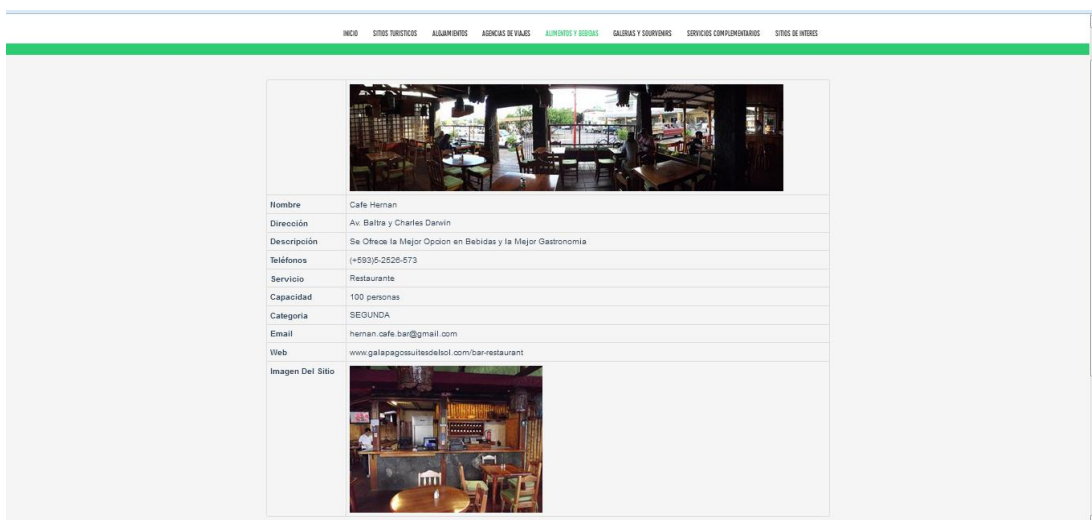 INICIO SITIOS TURISTICOS ALOJAMIENTOS AGENCIAS DE VIAJES ALIMENTOS Y BEBIDAS GALERIAS Y SOURVENIRS SERVICIOS COMPLEMENTARIOS SITIOS DE INTERES
Nombre Cafe Hernan
Dirección Av. Baltra y Charles Darwin
Descripción Se Ofrece la Mejor Opcion en Bebidas y la Mejor Gastronomia
Teléfonos (+593)5-2526-573
Servicio Restaurante
Capacidad 100 personas
Categoria SEGUNDA
Email hernan.cafe.bar@gmail.com
Web www.galapagossuitesdelsol.com/bar-restaurant
Imagen Del Sitio